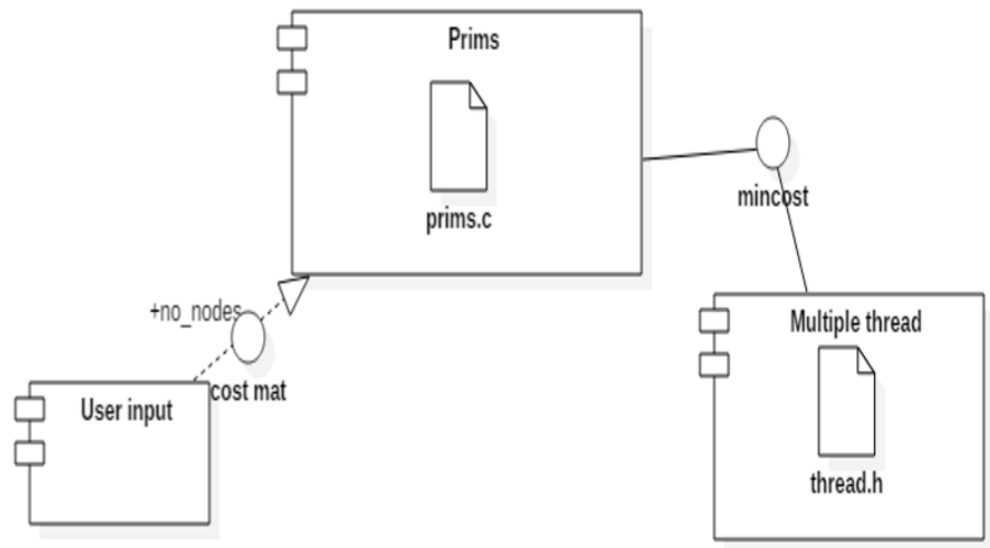 Prims
prims.c
mincost
+no_nodes
cost mat
User input
Multiple thread
thread.h